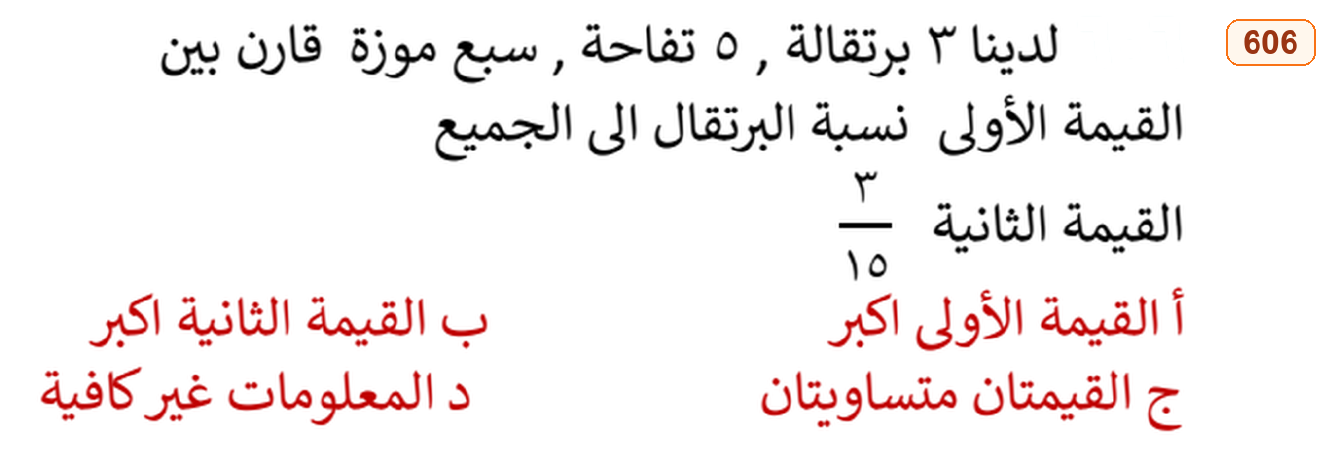 606
لدينا ٣ برتقالة , ٥ تفاحة , سبع موزة قارن بين
القيمة الأولى نسبة البرتقال الى الجميع
القيمة الثانية ٣/١٥
أ القيمة الأولى اكبر
ب القيمة الثانية اكبر
ج القيمتان متساويتان
د المعلومات غير كافية